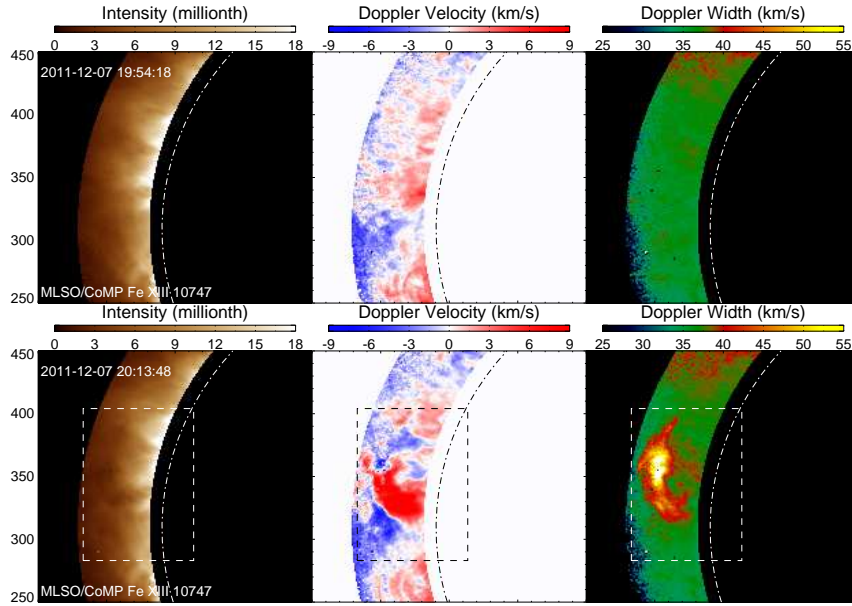 Intensity (millionth) Doppler Velocity (km/s) Doppler Width (km/s)
0 3 6 9 12 15 18 -9 -6 -3 0 3 6 9 25 30 35 40 45 50 55
450
2011-12-07 19:54:18
400
350
300
MLSO/CoMP Fe XIII 10747
250
Intensity (millionth) Doppler Velocity (km/s) Doppler Width (km/s)
0 3 6 9 12 15 18 -9 -6 -3 0 3 6 9 25 30 35 40 45 50 55
450
2011-12-07 20:13:48
400
350
300
MLSO/CoMP Fe XIII 10747
250